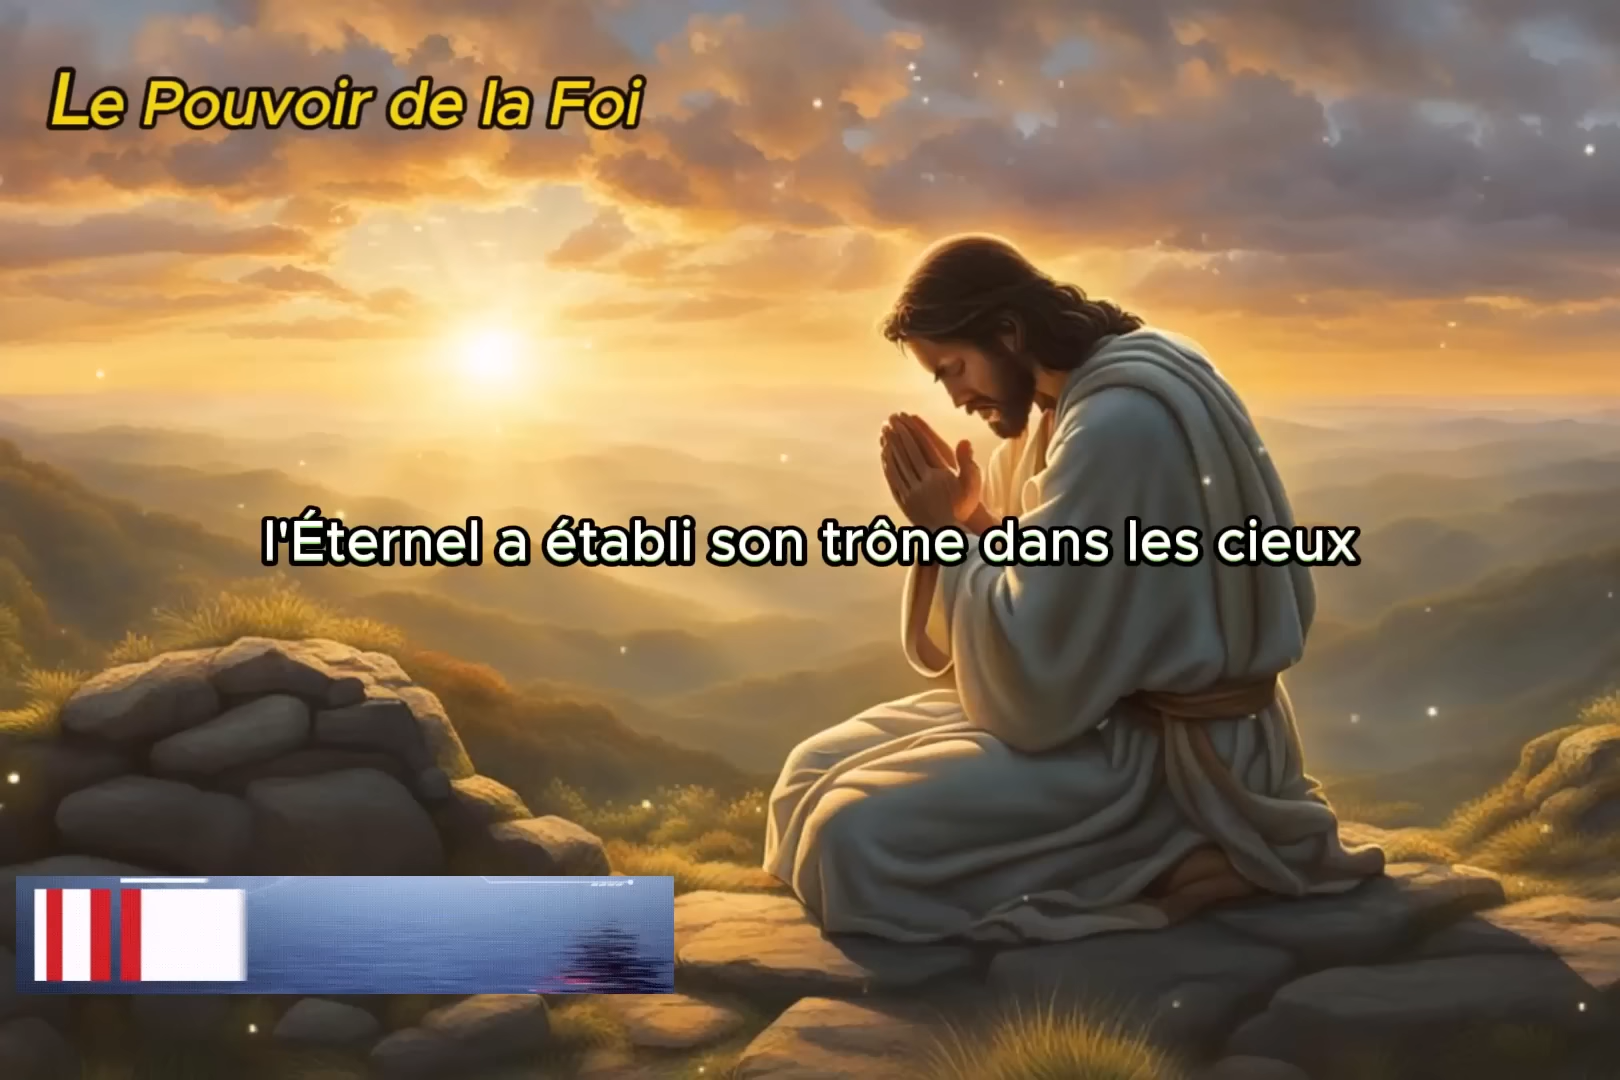 Le Pouvoir de la Foi
l'Éternel a établi son trône dans les cieux